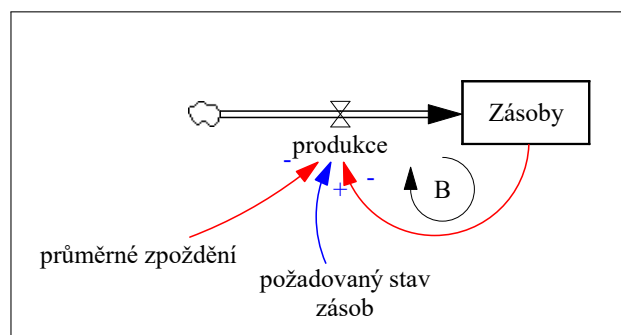 Zásoby
produkce
-
+
-
B
průměrné zpoždění
požadovaný stav
zásob